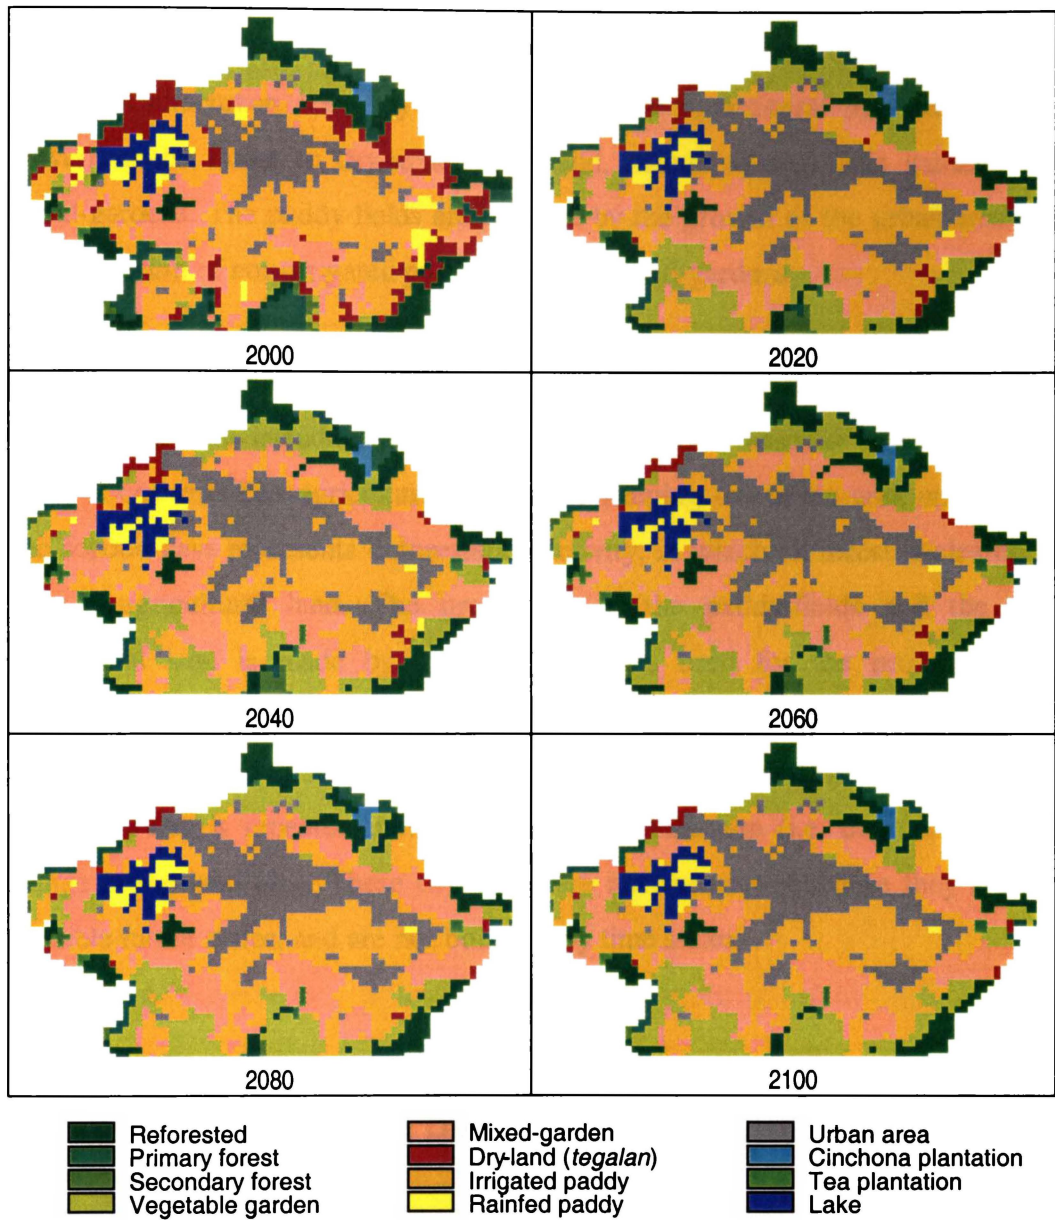 2000
2020
2040
2060
2080
2100
Reforested
Primary forest
Secondary forest
Vegetable garden
Mixed-garden
Dry-land (tegalan)
Irrigated paddy
Rainfed paddy
Urban area
Cinchona plantation
Tea plantation
Lake